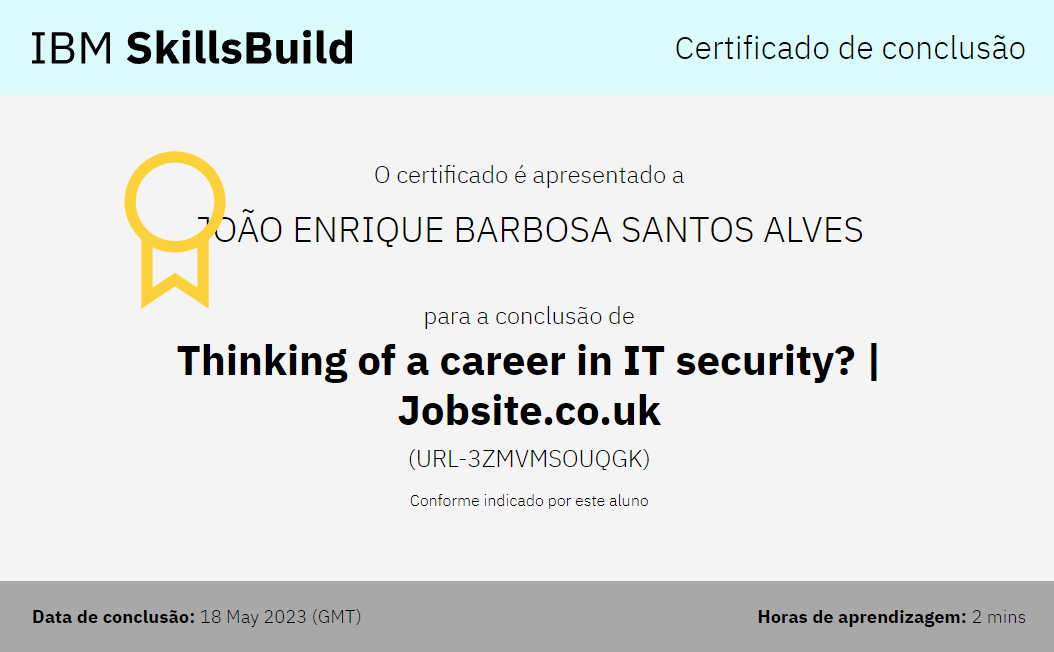 IBM SkillsBuild
Certificado de conclusão
O certificado é apresentado a
JOÃO ENRIQUE BARBOSA SANTOS ALVES
para a conclusão de
Thinking of a career in IT security? |
Jobsite.co.uk
(URL-3ZMVMSOUQGK)
Conforme indicado por este aluno
Data de conclusão: 18 May 2023 (GMT)
Horas de aprendizagem: 2 mins